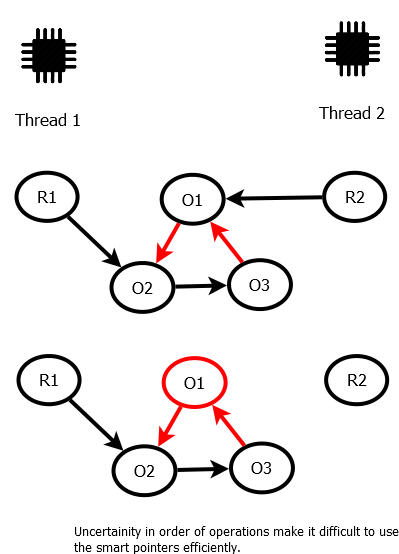 Thread 1
Thread 2
R1
O1
R2
O2
O3
R1
O1
R2
O2
O3
Uncertainity in order of operations make it difficult to use
the smart pointers efficiently.